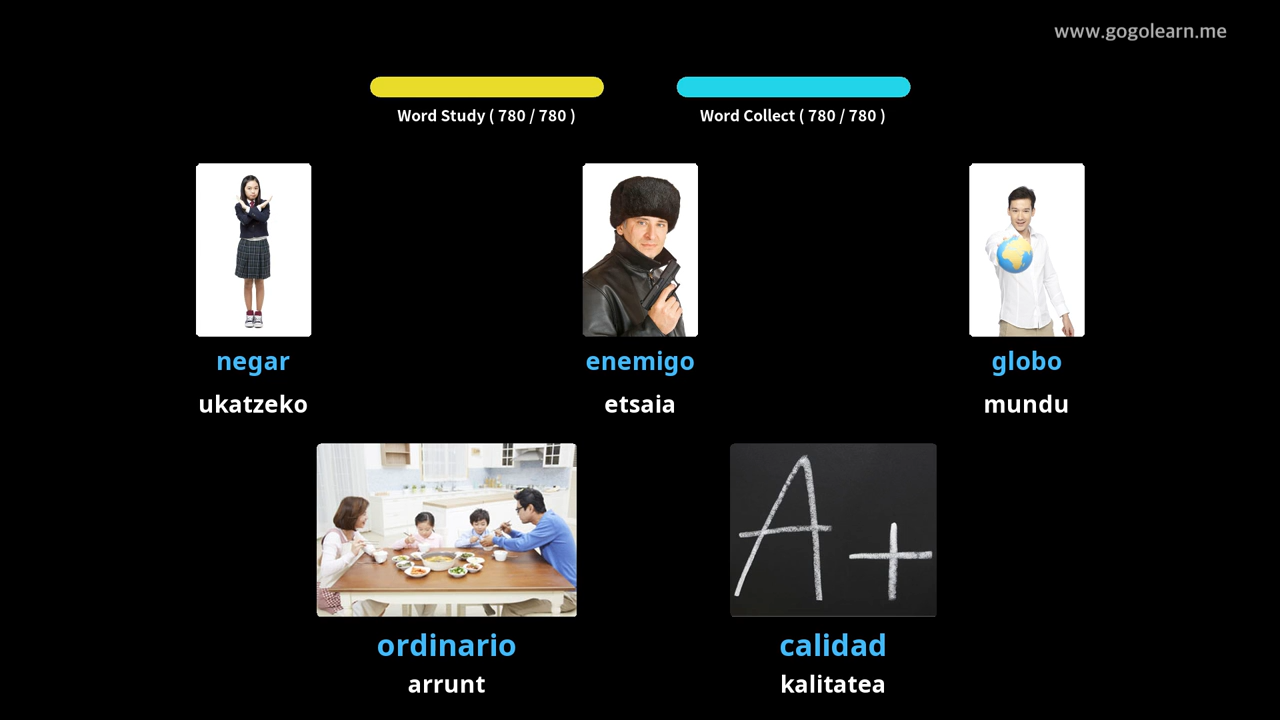 www.gogolearn.me
Word Study ( 780 / 780 )
Word Collect ( 780 / 780 )
negar
enemigo
globo
ukatzeko
etsaia
mundu
A+
ordinario
calidad
arrunt
kalitatea